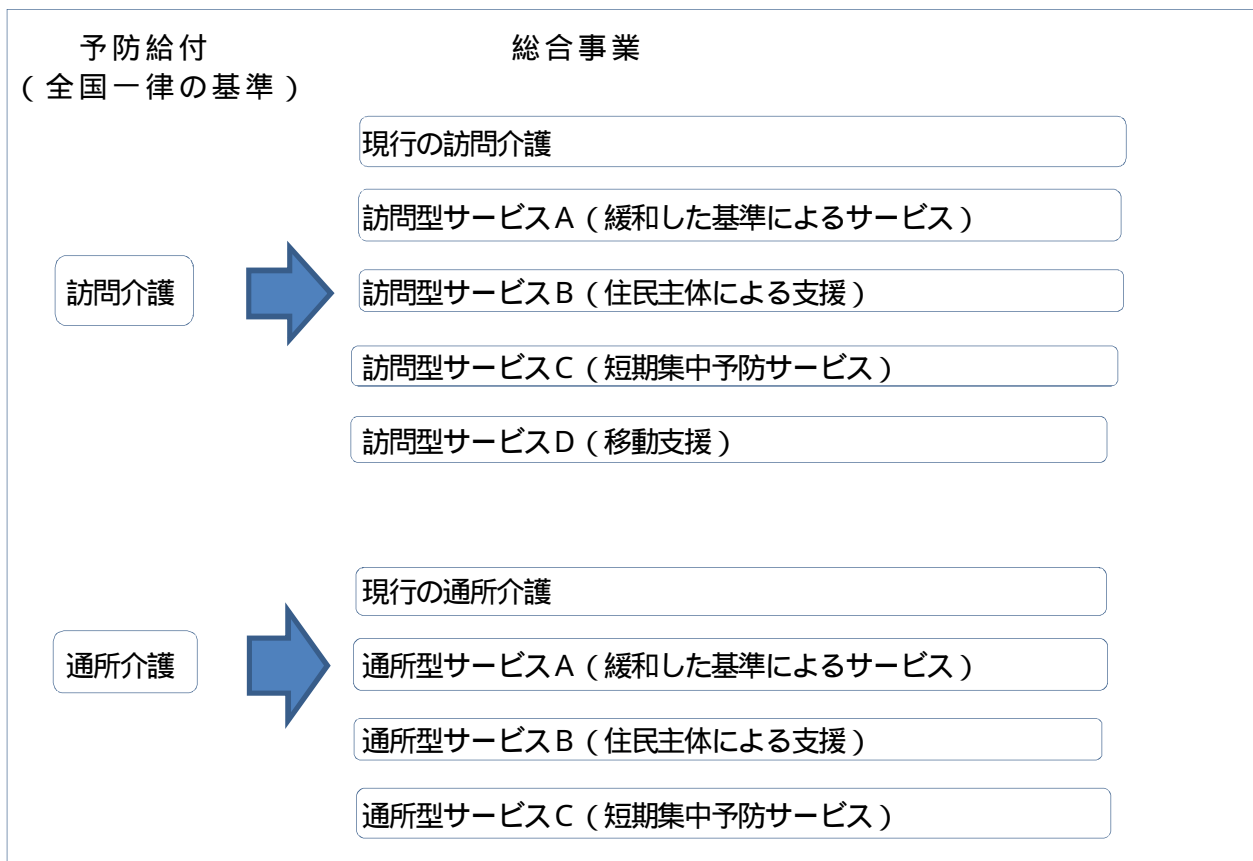 予防給付
(全国一律の基準)
総合事業
訪問介護
現行の訪問介護
訪問型サービスA(緩和した基準によるサービス)
訪問型サービスB(住民主体による支援)
訪問型サービスC(短期集中予防サービス)
訪問型サービスD(移動支援)
通所介護
現行の通所介護
通所型サービスA(緩和した基準によるサービス)
通所型サービスB(住民主体による支援)
通所型サービスC(短期集中予防サービス)